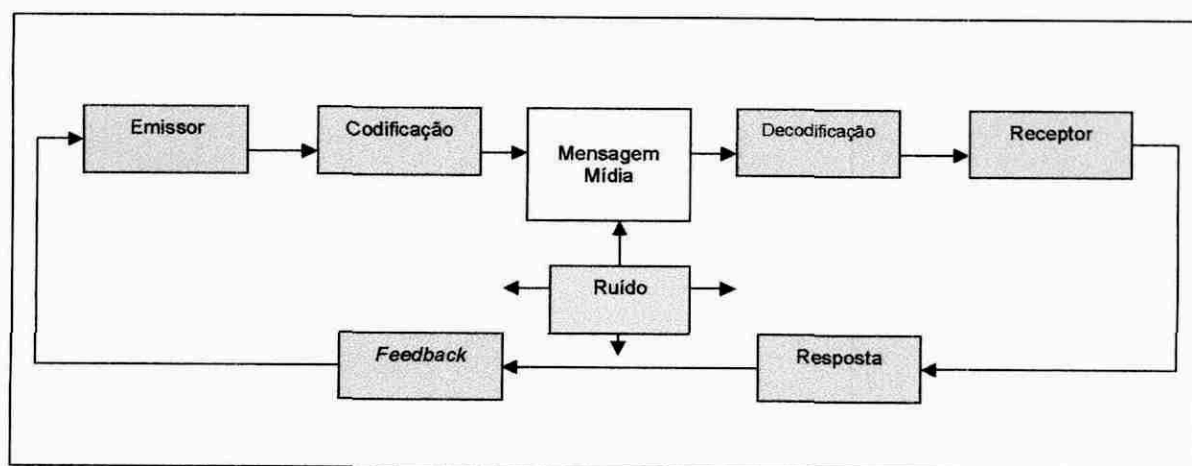 Emissor
Codificação
Mensagem
Mídia
Decodificação
Receptor
Ruído
Feedback
Resposta